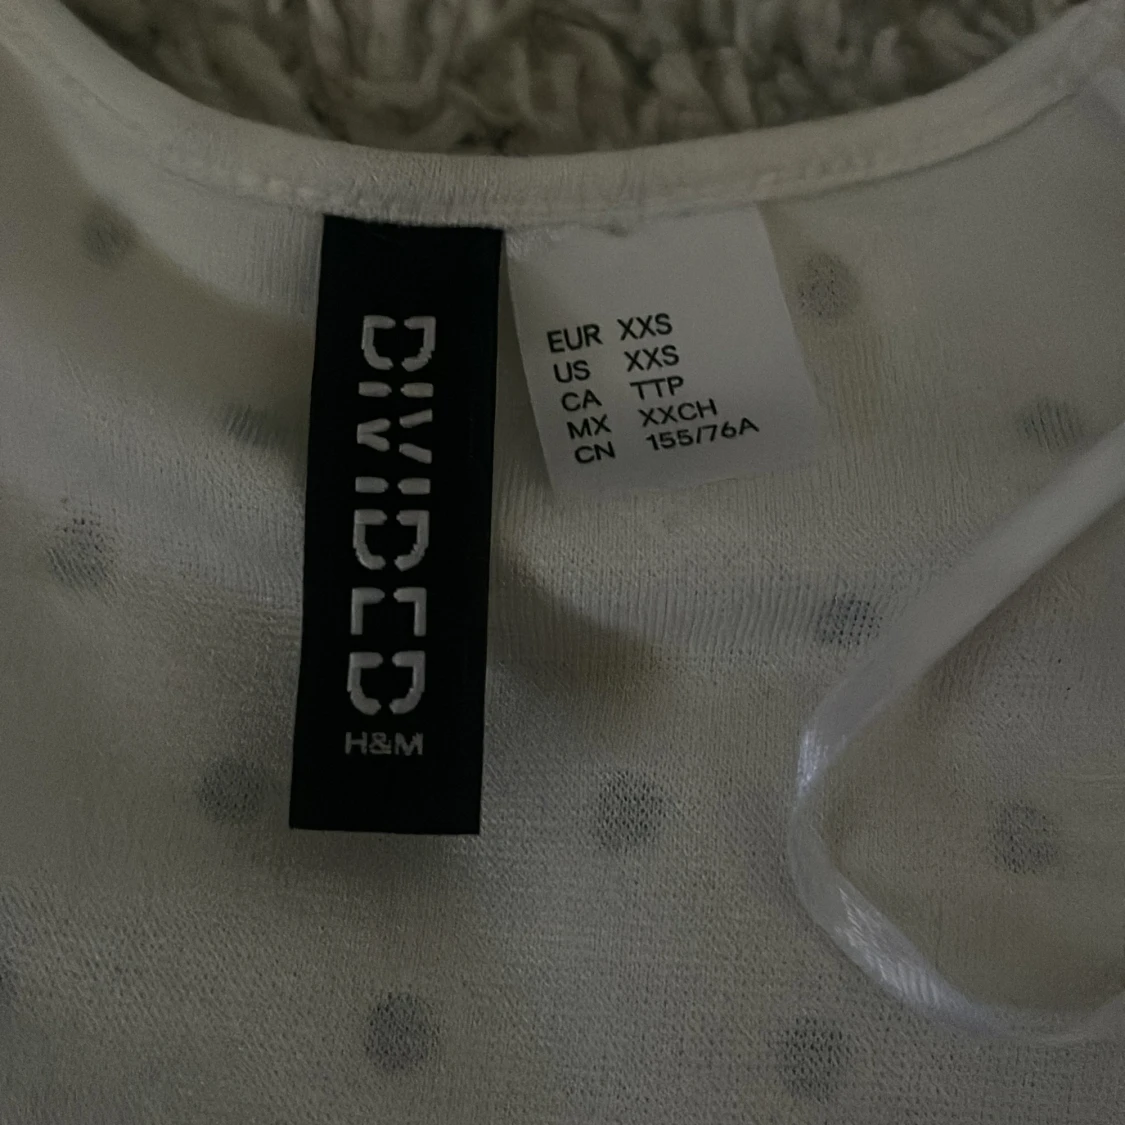 DIVIDED
H&M
EUR XXS
US XXS
CA TTP
MX XXCH
CN 155/76A